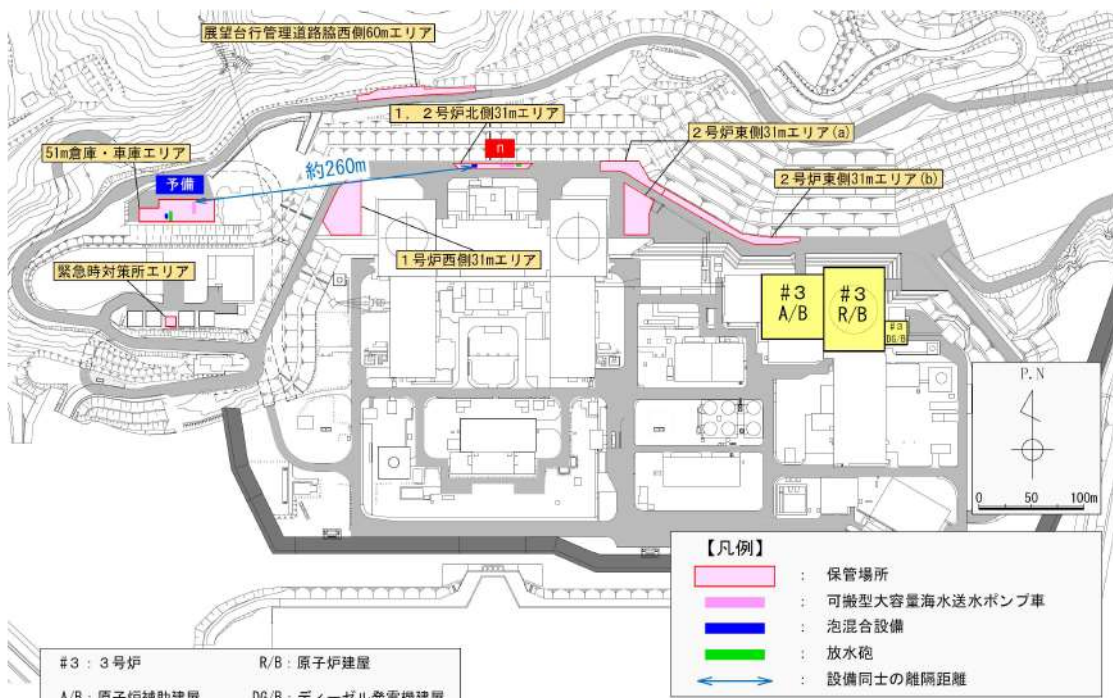 展望台行管理道路脇西側60mエリア
1，2号炉北側31mエリア
n
2号炉東側31mエリア(a)
51m倉庫・車庫エリア
予備
約260m
2号炉東側31mエリア(b)
緊急時対策所エリア
1号炉西側31mエリア
#3
A/B
#3
R/B
#3
DG/B
P.N
0 50 100m
【凡例】
： 保管場所
： 可搬型大容量海水送水ポンプ車
： 泡混合設備
： 放水砲
： 設備同士の離隔距離
#3：3号炉 R/B：原子炉建屋
A/B：原子炉補助建屋 DG/B：ディーゼル発電機建屋